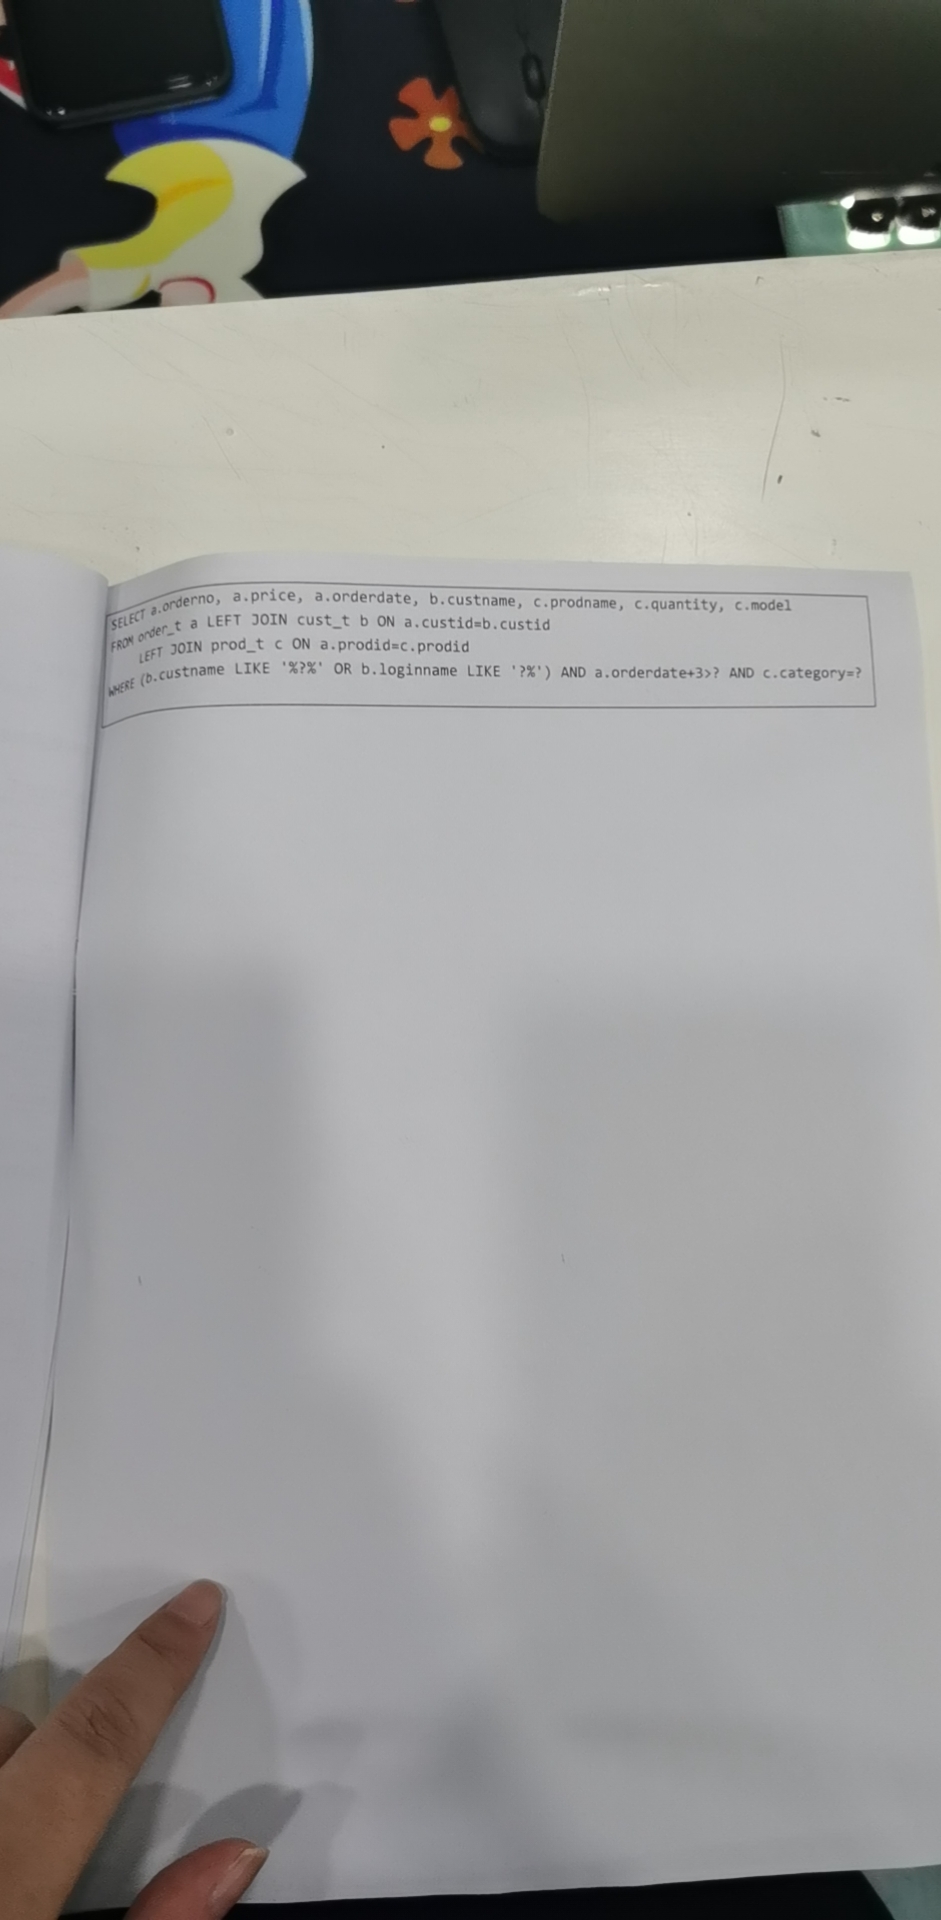 SELECT a.orderno, a.price, a.orderdate, b.custname, c.prodname, c.quantity, c.model
FROM order_t a LEFT JOIN cust_t b ON a.custid=b.custid
LEFT JOIN prod_t c ON a.prodid=c.prodid
WHERE (b.custname LIKE '%?%' OR b.loginname LIKE '?%') AND a.orderdate+3>? AND c.category=?